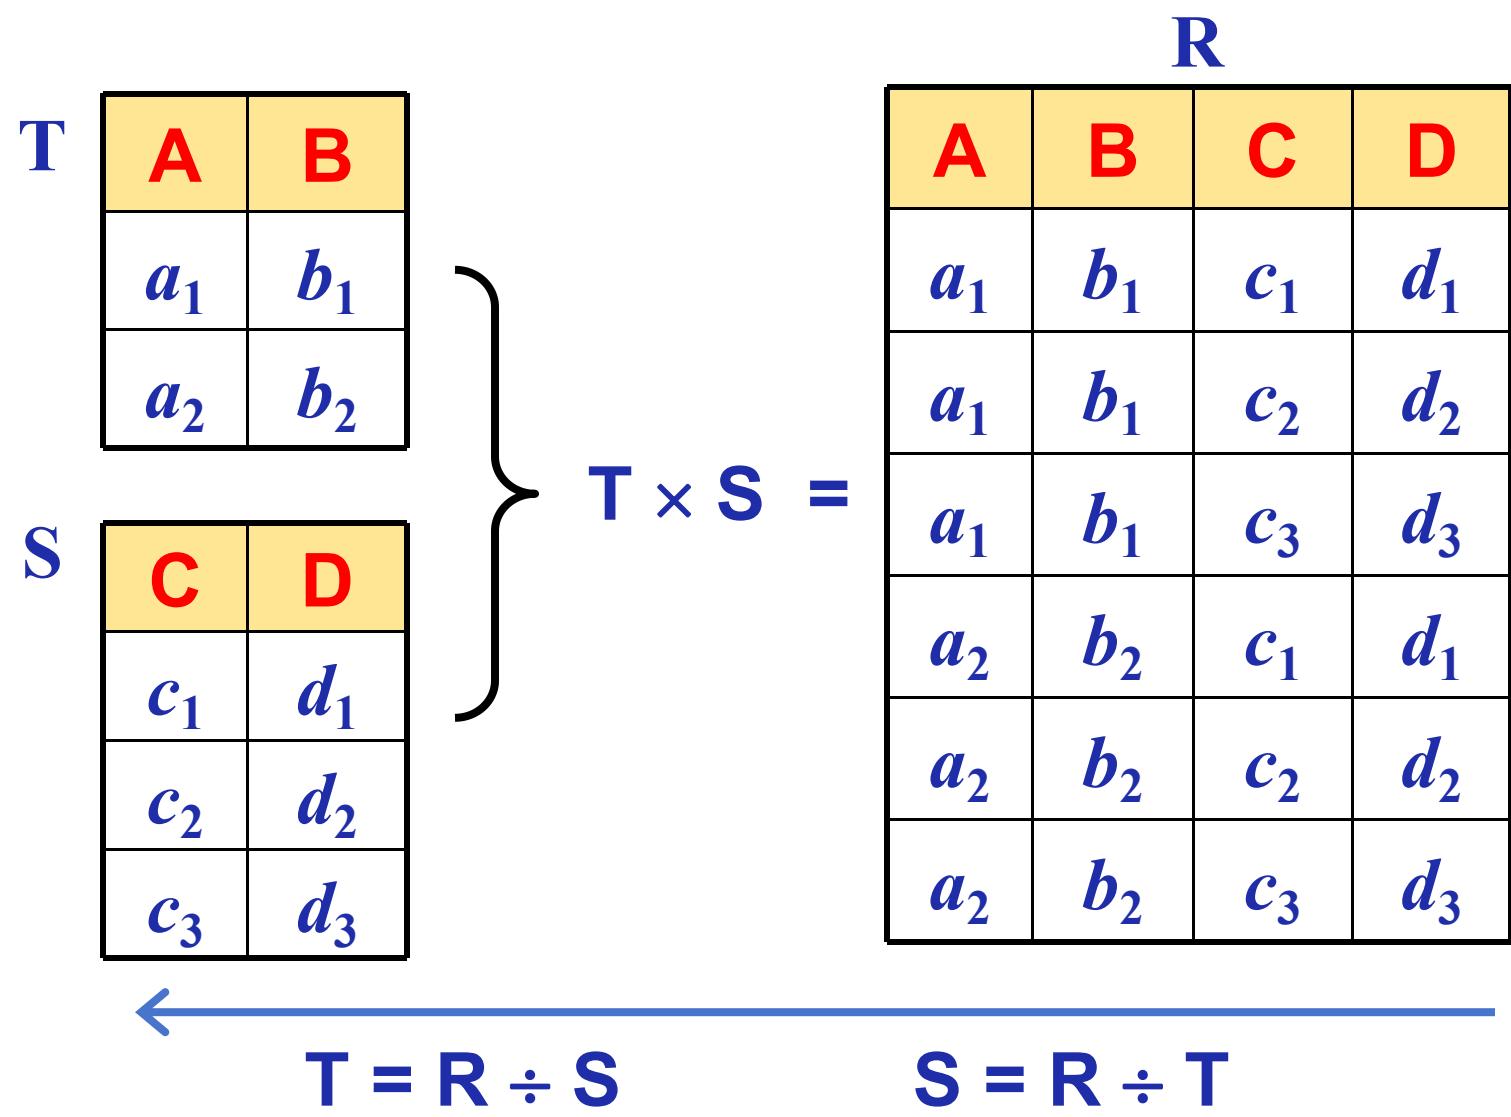 T
A B
a1 b1
a2 b2
S
C D
c1 d1
c2 d2
c3 d3
T × S =
R
A B C D
a1 b1 c1 d1
a1 b1 c2 d2
a1 b1 c3 d3
a2 b2 c1 d1
a2 b2 c2 d2
a2 b2 c3 d3
T = R ÷ S
S = R ÷ T